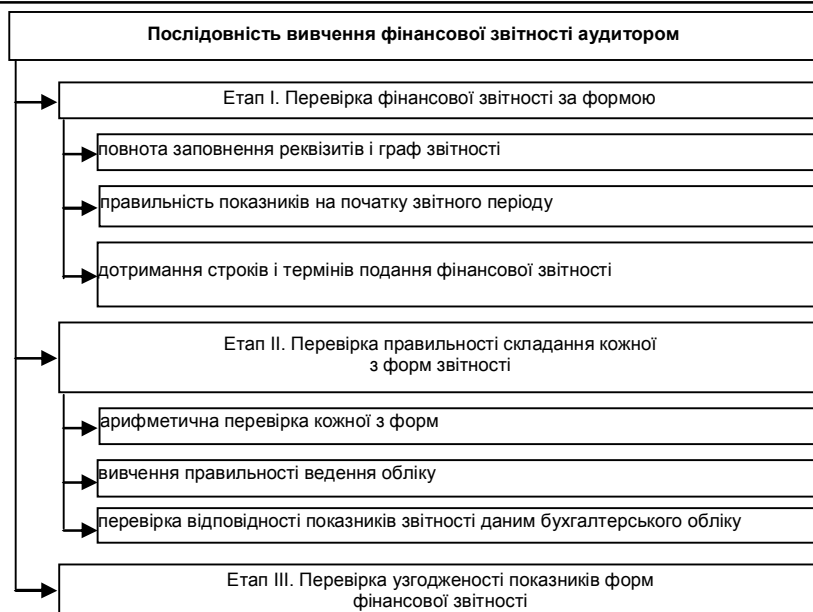 Послідовність вивчення фінансової звітності аудитором
Етап І. Перевірка фінансової звітності за формою
повнота заповнення реквізитів і граф звітності
правильність показників на початку звітного періоду
дотримання строків і термінів подання фінансової звітності
Етап ІІ. Перевірка правильності складання кожної
з форм звітності
арифметична перевірка кожної з форм
вивчення правильності ведення обліку
перевірка відповідності показників звітності даним бухгалтерського обліку
Етап ІІІ. Перевірка узгодженості показників форм
фінансової звітності